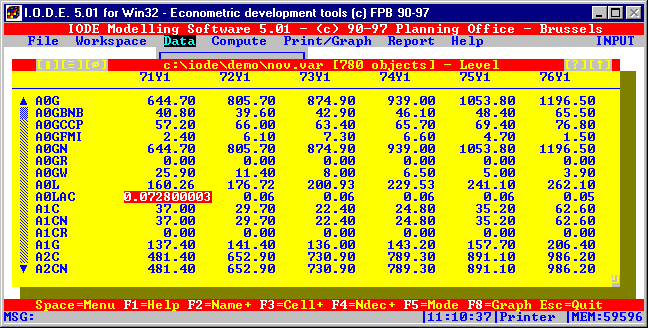 I.O.D.E. 5.01 for Win32 - Econometric development tools (c) FPB 90-97
IODE Modelling Software 5.01 - (c) 90-97 Planning Office - Brussels
File Workspace Data Compute Print/Graph Report Help INPUT
c:\iode\demo\nov.var [780 objects] - Level [?][↑]
71Y1 72Y1 73Y1 74Y1 75Y1 76Y1
A0G 644.70 805.70 874.90 939.00 1053.80 1196.50
A0GBNB 40.80 39.60 42.90 46.10 48.40 65.50
A0GCCP 57.20 66.00 63.40 65.70 69.40 76.80
A0GFMI 2.40 6.10 7.30 6.60 4.70 1.50
A0GN 644.70 805.70 874.90 939.00 1053.80 1196.50
A0GR 0.00 0.00 0.00 0.00 0.00 0.00
A0GW 25.90 11.40 8.00 6.50 5.00 3.90
A0L 160.26 176.72 200.93 229.53 241.10 262.10
A0LAC 0.072800003 0.06 0.06 0.06 0.06 0.05
A1C 37.00 29.70 22.40 24.80 35.20 62.60
A1CN 37.00 29.70 22.40 24.80 35.20 62.60
A1CR 0.00 0.00 0.00 0.00 0.00 0.00
A1G 137.40 141.40 136.00 143.20 157.70 206.40
A2C 481.40 652.90 730.90 789.30 891.10 986.20
A2CN 481.40 652.90 730.90 789.30 891.10 986.20
Space=Menu F1=Help F2=Name+ F3=Cell+ F4=Ndec+ F5=Mode F8=Graph Esc=Quit
MSG: |11:10:37|Printer |MEM:59596